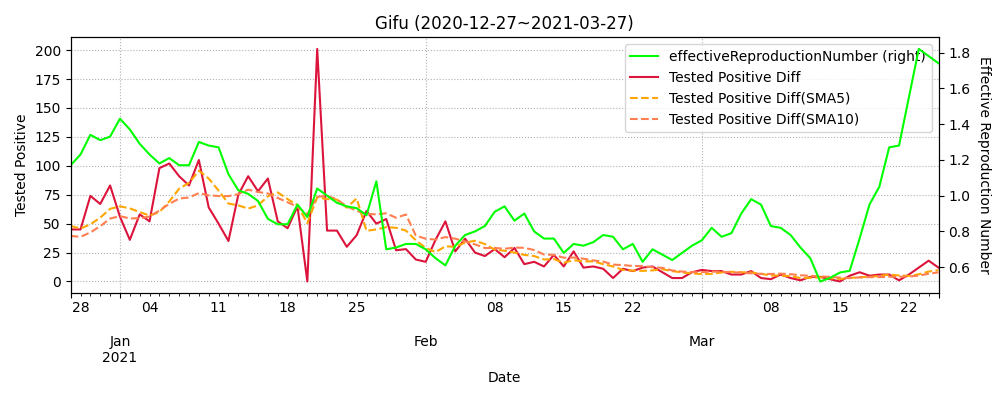 Gifu (2020-12-27~2021-03-27)
effectiveReproductionNumber (right)
Tested Positive Diff
Tested Positive Diff(SMA5)
Tested Positive Diff(SMA10)
Tested Positive
200
175
150
125
100
75
50
25
0
1.8
1.6
1.4
1.2
1.0
0.8
0.6
Effective Reproduction Number
28 04 11 18 25 08 15 22 08 15 22
Jan Feb Mar
2021
Date